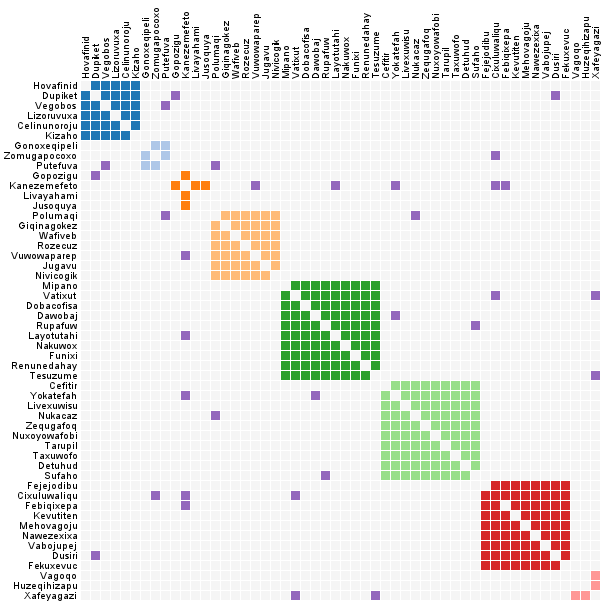 Hovafinid
Dupiket
Vegobos
Lizoruvuxa
Celinunoroju
Kizaho
Gonoxeqipeli
Zomugapocoxo
Putefuva
Gopozigu
Kanezemefeto
Livayahami
Jusoquya
Polumaqi
Giqinagokez
Wafiveb
Rozecuz
Vuwowaparep
Jugavu
Nivicogik
Mipano
Vatixut
Dobacofisa
Dawobaj
Rupafuw
Layotutahi
Nakuwox
Funixi
Renunedahay
Tesuzume
Cefitir
Yokatefah
Livexuwisu
Nukacaz
Zequgafoq
Nuxoyowafobi
Tarupil
Taxuwofo
Detuhud
Sufaho
Fejejodibu
Cixuluwaliqu
Febiqixepa
Kevutiten
Mehovagoju
Nawezexixa
Vabojupej
Dusiri
Fekuxevuc
Vagoqo
Huzeqihizapu
Xafeyagazi
Hovafinid
Dupiket
Vegobos
Lizoruvuxa
Celinunoroju
Kizaho
Gonoxeqipeli
Zomugapocoxo
Putefuva
Gopozigu
Kanezemefeto
Livayahami
Jusoquya
Polumaqi
Giqinagokez
Wafiveb
Rozecuz
Vuwowaparep
Jugavu
Nivicogik
Mipano
Vatixut
Dobacofisa
Dawobaj
Rupafuw
Layotutahi
Nakuwox
Funixi
Renunedahay
Tesuzume
Cefitir
Yokatefah
Livexuwisu
Nukacaz
Zequgafoq
Nuxoyowafobi
Tarupil
Taxuwofo
Detuhud
Sufaho
Fejejodibu
Cixuluwaliqu
Febiqixepa
Kevutiten
Mehovagoju
Nawezexixa
Vabojupej
Dusiri
Fekuxevuc
Vagoqo
Huzeqihizapu
Xafeyagazi